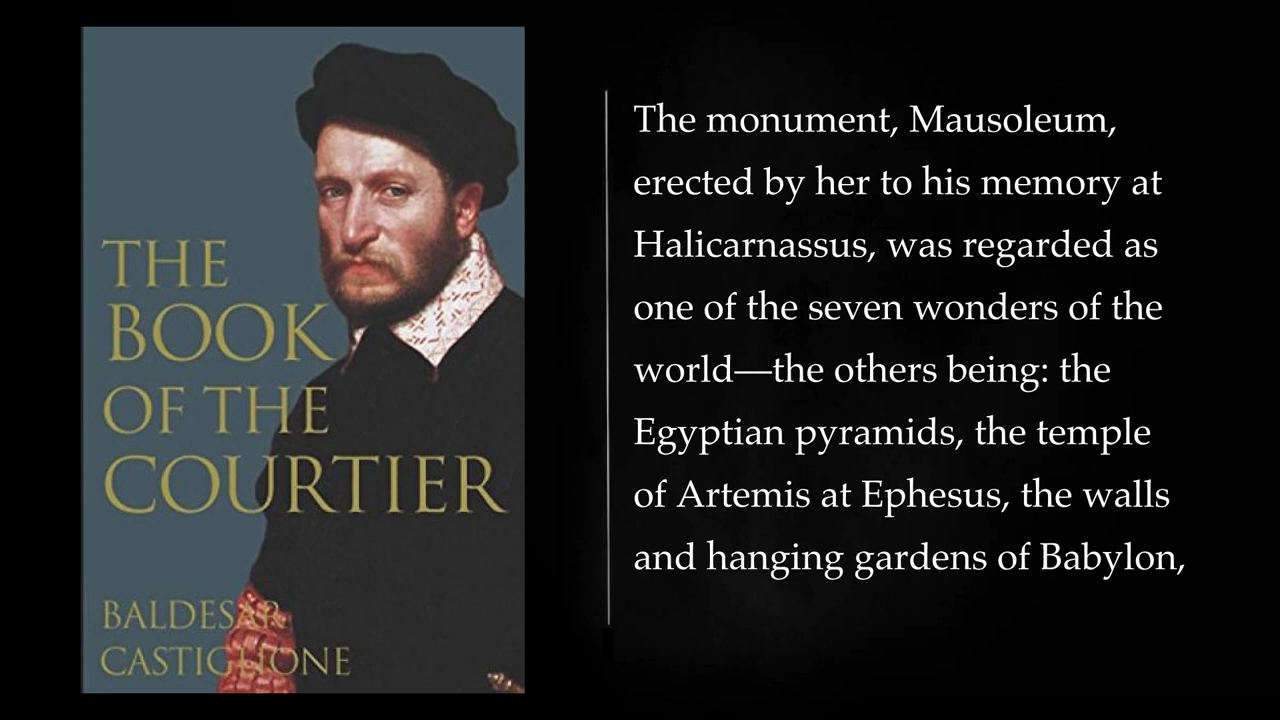 THE
BOOK
OF THE
COURTIER
BALDESAR
CASTIGLIONE
The monument, Mausoleum,
erected by her to his memory at
Halicarnassus, was regarded as
one of the seven wonders of the
world—the others being: the
Egyptian pyramids, the temple
of Artemis at Ephesus, the walls
and hanging gardens of Babylon,